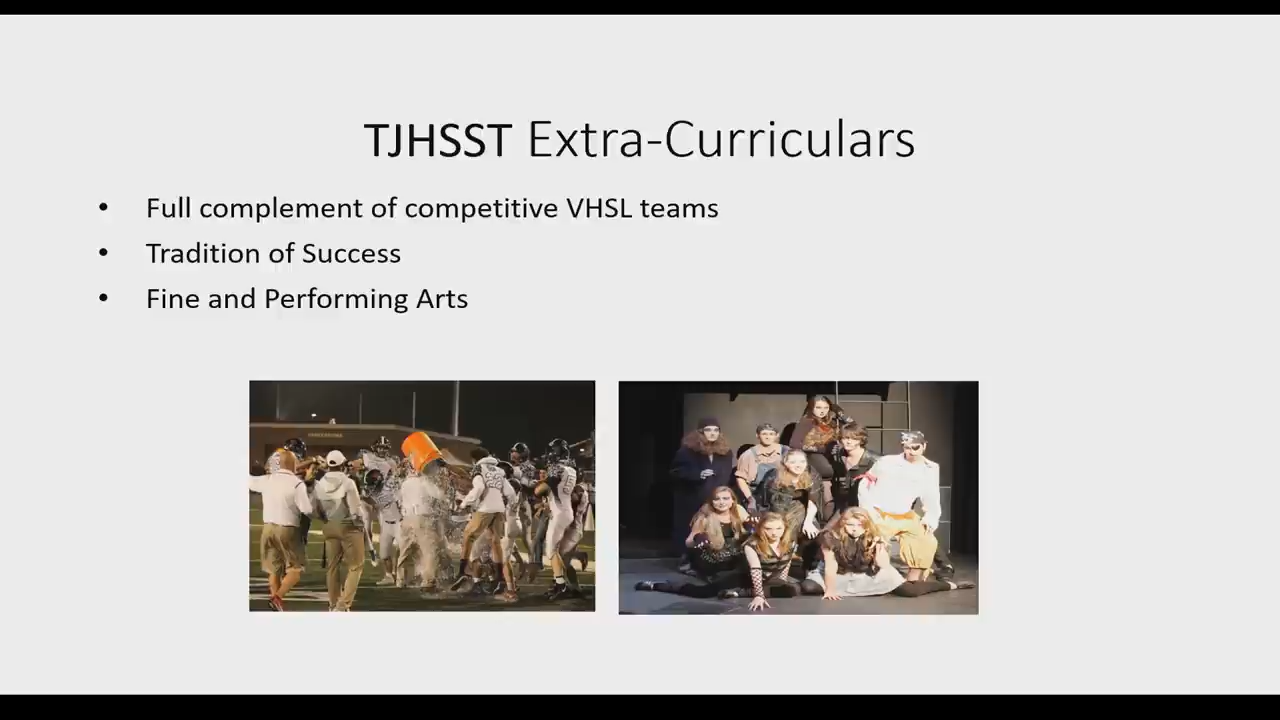 TJHSST Extra-Curriculars
• Full complement of competitive VHSL teams
• Tradition of Success
• Fine and Performing Arts